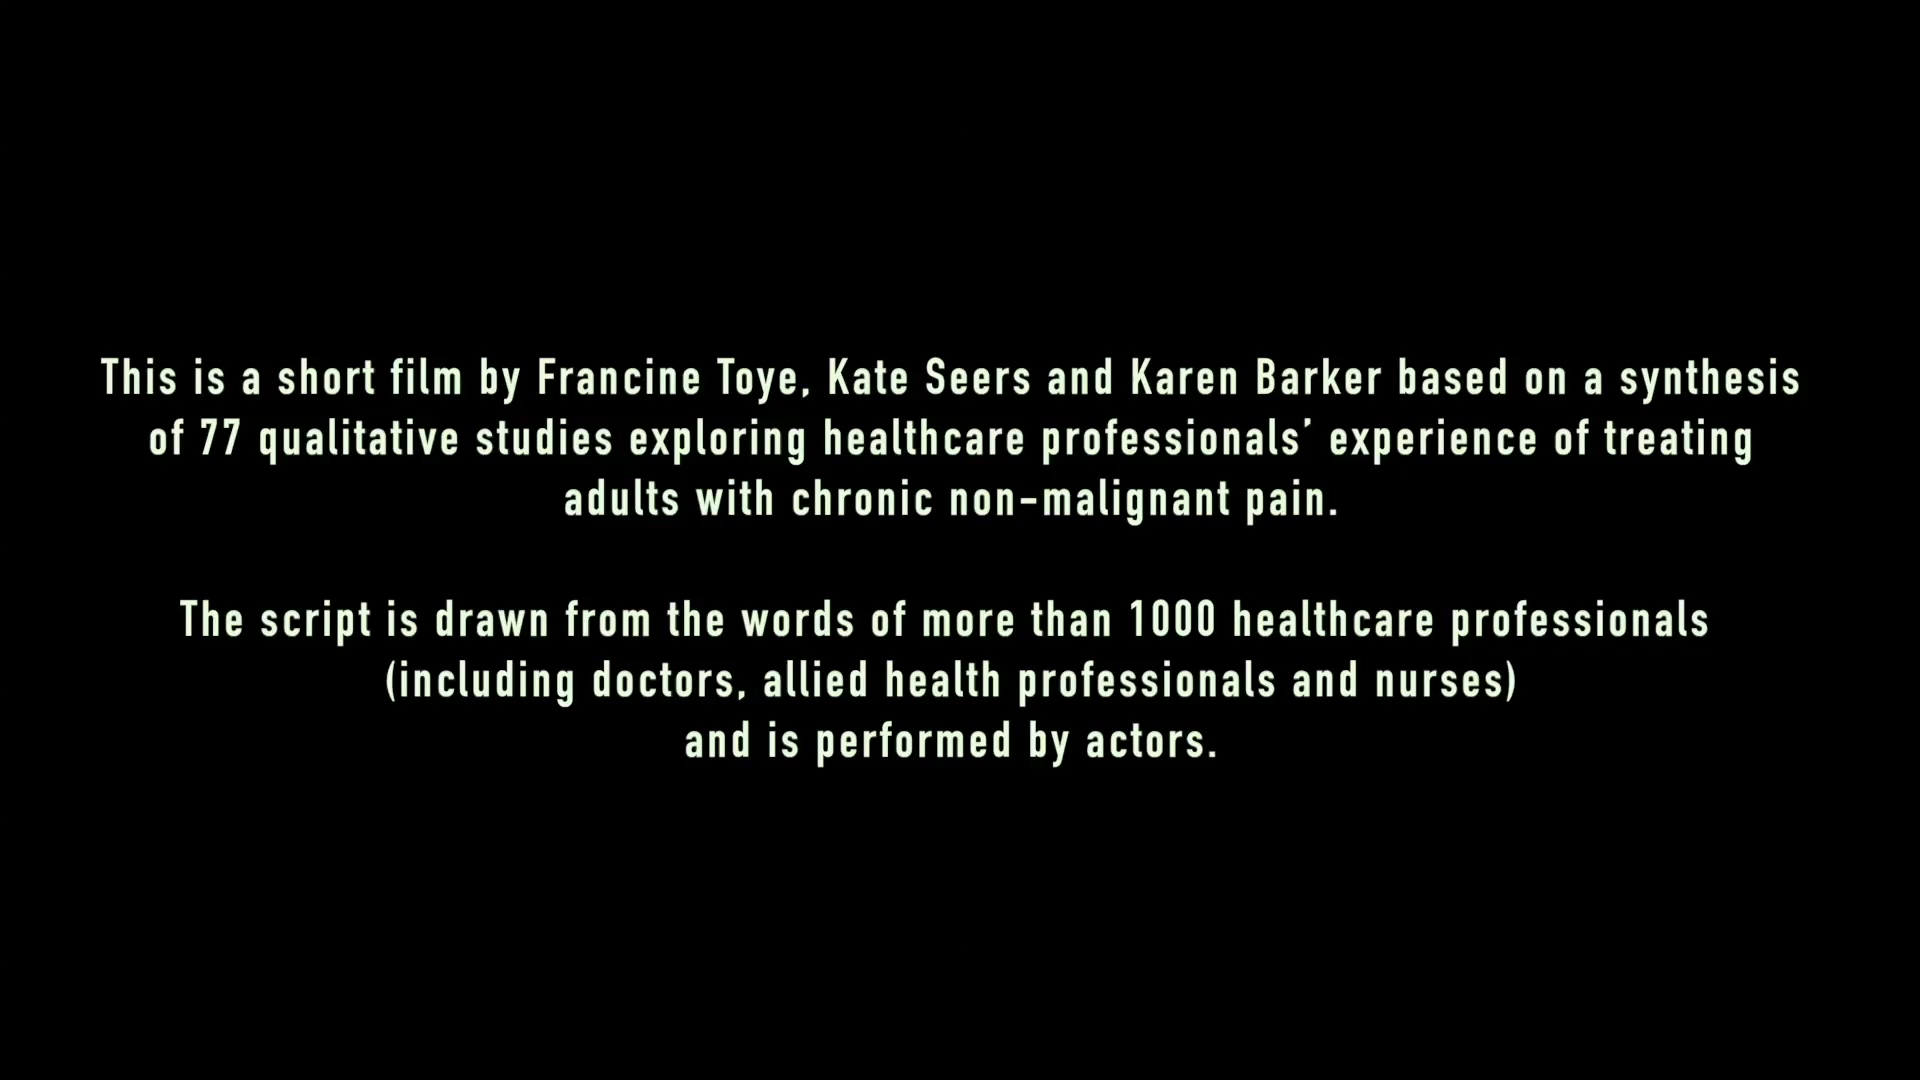 This is a short film by Francine Toye, Kate Seers and Karen Barker based on a synthesis
of 77 qualitative studies exploring healthcare professionals’ experience of treating
adults with chronic non-malignant pain.
The script is drawn from the words of more than 1000 healthcare professionals
(including doctors, allied health professionals and nurses)
and is performed by actors.